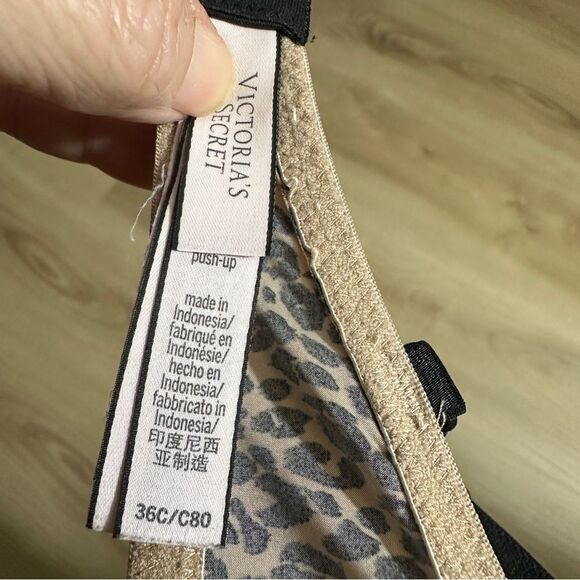 VICTORIA'S
SECRET
push-up
made in
Indonesia/
fabriqué en
Indonésie/
hecho en
Indonesia/
fabbricato in
Indonesia/
印度尼西
亚制造
36C/C80